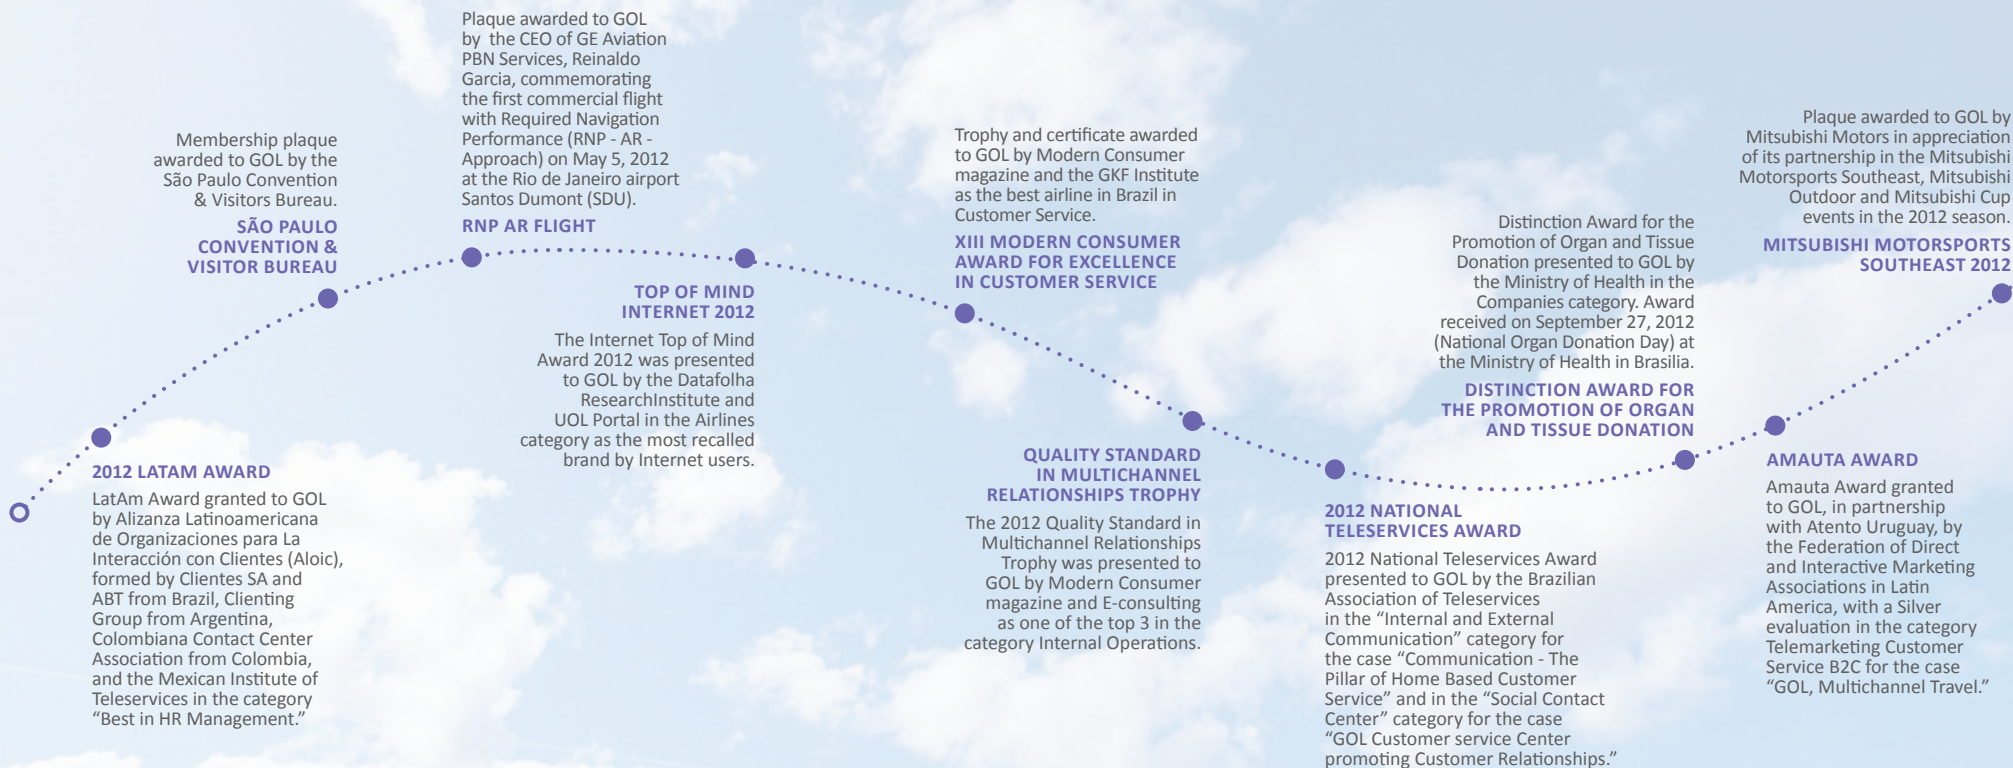 Membership plaque
awarded to GOL by the
São Paulo Convention
& Visitors Bureau.
SÃO PAULO
CONVENTION &
VISITOR BUREAU
2012 LATAM AWARD
LatAm Award granted to GOL
by Alizanza Latinoamericana
de Organizaciones para La
Interacción con Clientes (Aloic),
formed by Clientes SA and
ABT from Brazil, Clienting
Group from Argentina,
Colombiana Contact Center
Association from Colombia,
and the Mexican Institute of
Teleservices in the category
“Best in HR Management.”
Plaque awarded to GOL
by the CEO of GE Aviation
PBN Services, Reinaldo
Garcia, commemorating
the first commercial flight
with Required Navigation
Performance (RNP - AR -
Approach) on May 5, 2012
at the Rio de Janeiro airport
Santos Dumont (SDU).
RNP AR FLIGHT
TOP OF MIND
INTERNET 2012
The Internet Top of Mind
Award 2012 was presented
to GOL by the Datafolha
ResearchInstitute and
UOL Portal in the Airlines
category as the most recalled
brand by Internet users.
Trophy and certificate awarded
to GOL by Modern Consumer
magazine and the GKF Institute
as the best airline in Brazil in
Customer Service.
XIII MODERN CONSUMER
AWARD FOR EXCELLENCE
IN CUSTOMER SERVICE
QUALITY STANDARD
IN MULTICHANNEL
RELATIONSHIPS TROPHY
The 2012 Quality Standard in
Multichannel Relationships
Trophy was presented to
GOL by Modern Consumer
magazine and E-consulting
as one of the top 3 in the
category Internal Operations.
2012 NATIONAL
TELESERVICES AWARD
2012 National Teleservices Award
presented to GOL by the Brazilian
Association of Teleservices
in the “Internal and External
Communication” category for
the case “Communication - The
Pillar of Home Based Customer
Service” and in the “Social Contact
Center” category for the case
“GOL Customer service Center
promoting Customer Relationships.”
Distinction Award for the
Promotion of Organ and Tissue
Donation presented to GOL by
the Ministry of Health in the
Companies category. Award
received on September 27, 2012
(National Organ Donation Day) at
the Ministry of Health in Brasilia.
DISTINCTION AWARD FOR
THE PROMOTION OF ORGAN
AND TISSUE DONATION
AMAUTA AWARD
Amauta Award granted
to GOL, in partnership
with Atento Uruguay, by
the Federation of Direct
and Interactive Marketing
Associations in Latin
America, with a Silver
evaluation in the category
Telemarketing Customer
Service B2C for the case
“GOL, Multichannel Travel.”
Plaque awarded to GOL by
Mitsubishi Motors in appreciation
of its partnership in the Mitsubishi
Motorsports Southeast, Mitsubishi
Outdoor and Mitsubishi Cup
events in the 2012 season.
MITSUBISHI MOTORSPORTS
SOUTHEAST 2012